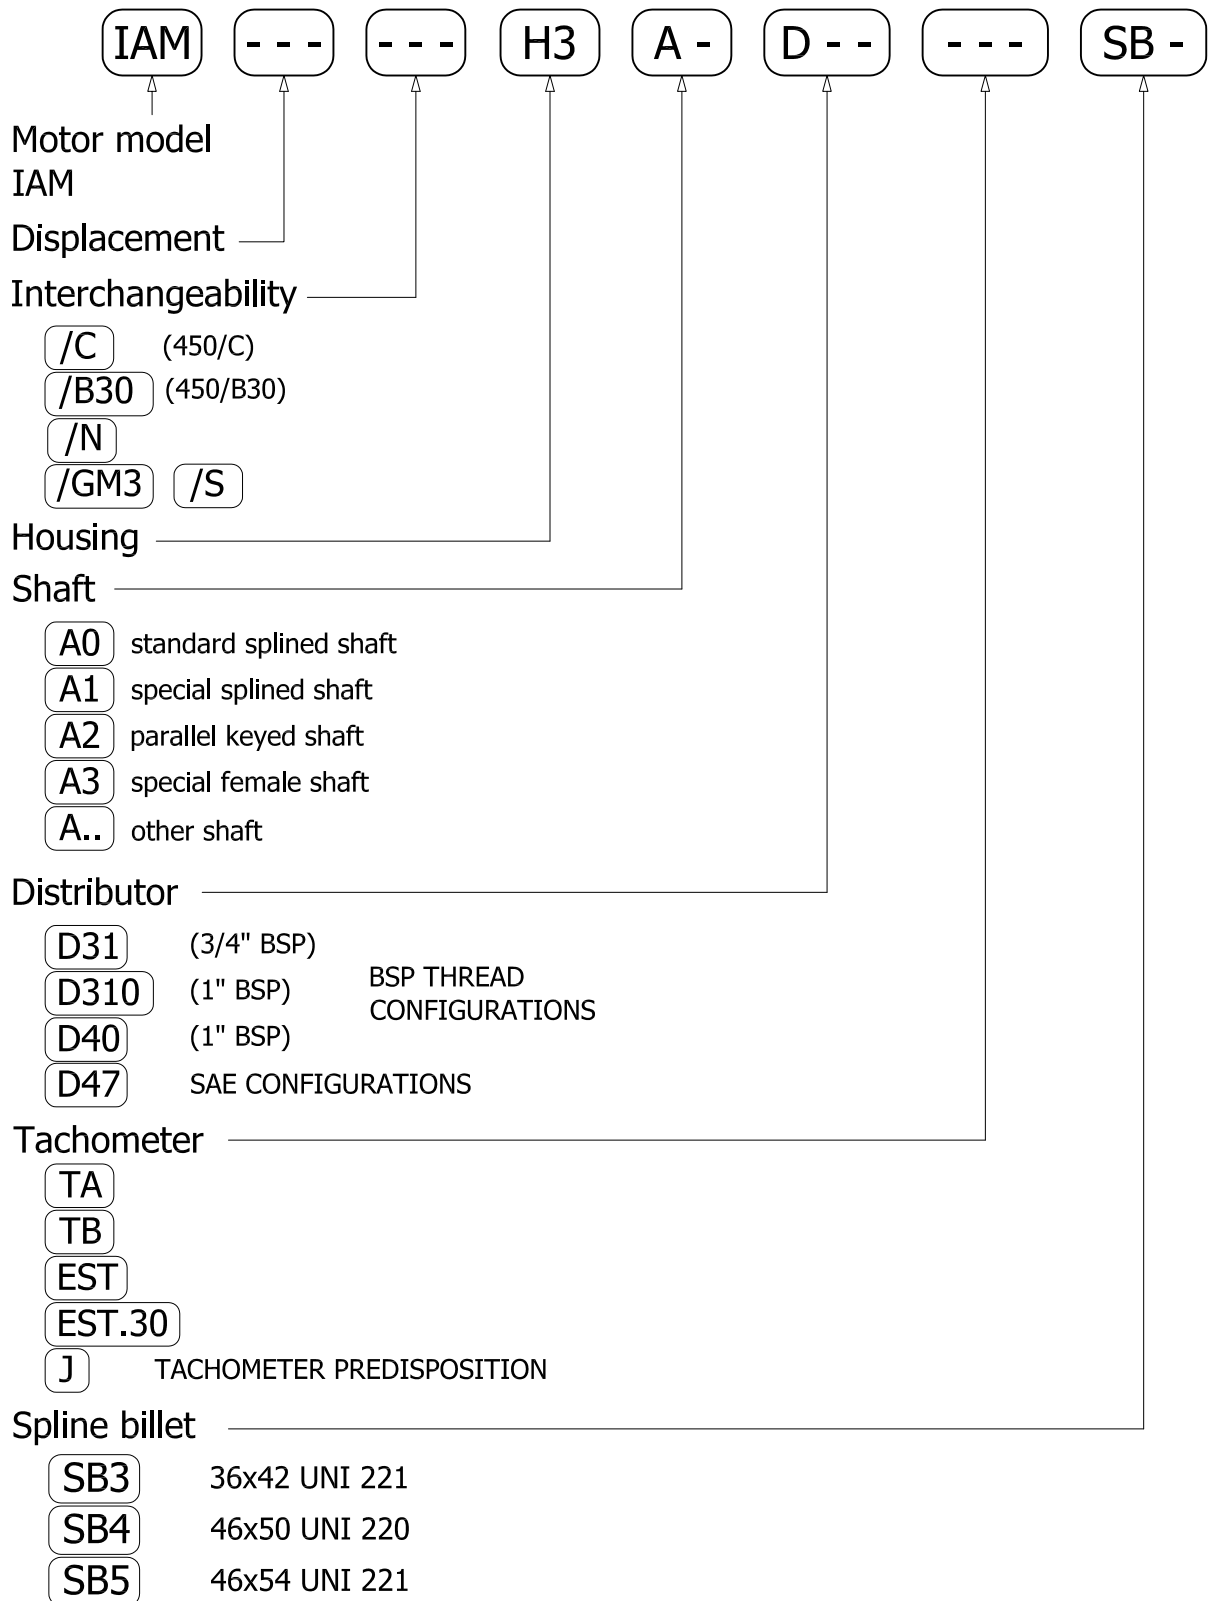 IAM - - - - - - H3 A - D - - - - - SB -
Motor model
IAM
Displacement
Interchangeability
/C (450/C)
/B30 (450/B30)
/N
/GM3 /S
Housing
Shaft
A0 standard splined shaft
A1 special splined shaft
A2 parallel keyed shaft
A3 special female shaft
A.. other shaft
Distributor
D31 (3/4" BSP)
D310 (1" BSP)
BSP THREAD
CONFIGURATIONS
D40 (1" BSP)
D47 SAE CONFIGURATIONS
Tachometer
TA
TB
EST
EST.30
J TACHOMETER PREDISPOSITION
Spline billet
SB3 36x42 UNI 221
SB4 46x50 UNI 220
SB5 46x54 UNI 221